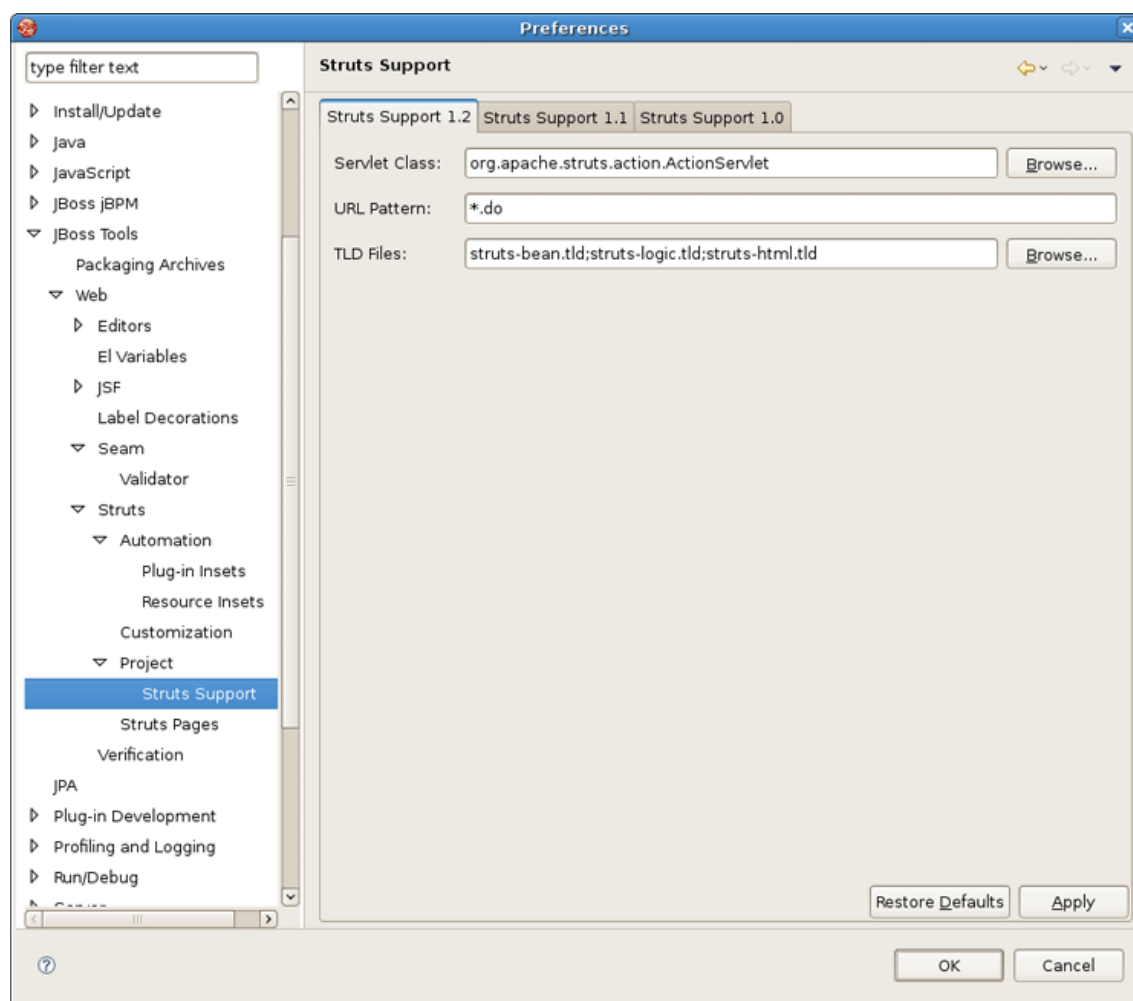 Preferences
type filter text
Struts Support
Install/Update
Java
JavaScript
JBoss jBPM
JBoss Tools
Packaging Archives
Web
Editors
El Variables
JSF
Label Decorations
Seam
Validator
Struts
Automation
Plug-in Insets
Resource Insets
Customization
Project
Struts Support
Struts Pages
Verification
JPA
Plug-in Development
Profiling and Logging
Run/Debug
Struts Support 1.2 Struts Support 1.1 Struts Support 1.0
Servlet Class: org.apache.struts.action.ActionServlet Browse...
URL Pattern: *.do
TLD Files: struts-bean.tld;struts-logic.tld;struts-html.tld Browse...
Restore Defaults Apply
OK Cancel